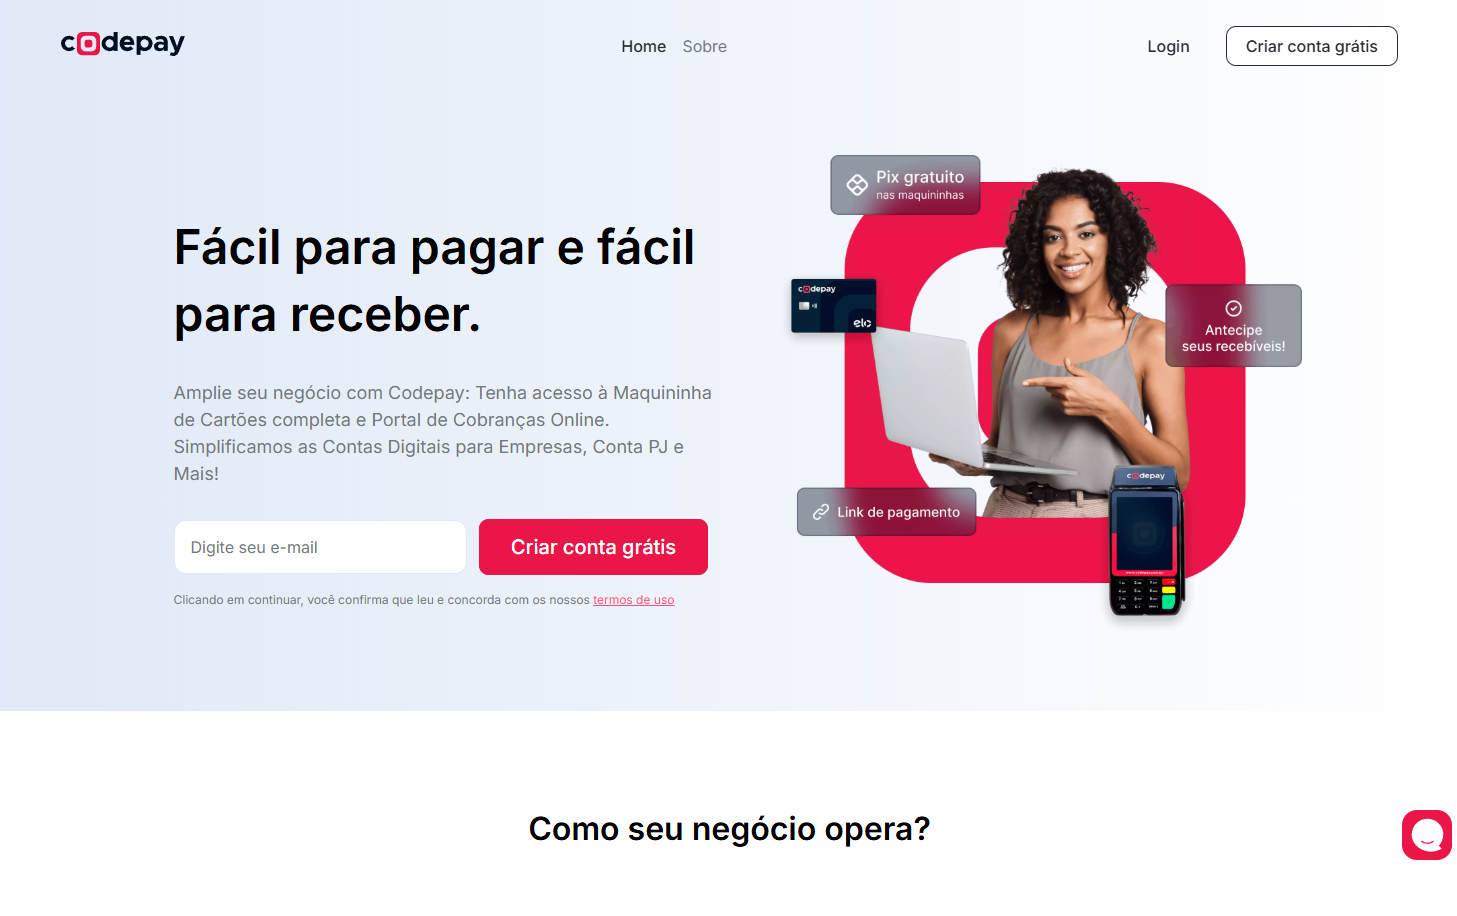 codepay
Home
Sobre
Login
Criar conta grátis
Fácil para pagar e fácil
para receber.
Amplie seu negócio com Codepay: Tenha acesso à Maquininha
de Cartões completa e Portal de Cobranças Online.
Simplificamos as Contas Digitais para Empresas, Conta PJ e
Mais!
Digite seu e-mail
Criar conta grátis
Clicando em continuar, você confirma que leu e concorda com os nossos termos de uso
Pix gratuito
nas maquininhas
codepay
elo
Antecipe
seus recebíveis!
Link de pagamento
codepay
Como seu negócio opera?